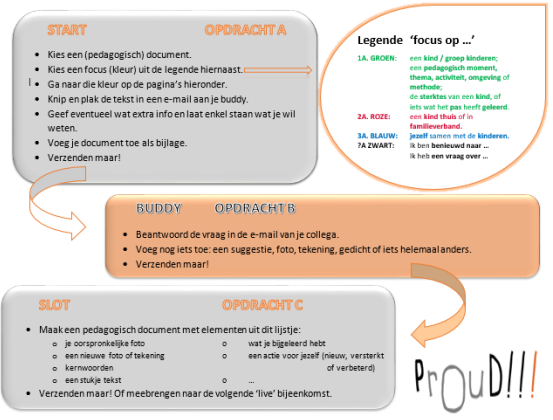 START OPDRACHT A
• Kies een (pedagogisch) document.
• Kies een focus (kleur) uit de legende hiernaast.
• Ga naar die kleur op de pagina's hieronder.
• Knip en plak de tekst in een e-mail aan je buddy.
• Geef eventueel wat extra info en laat enkel staan wat je wil
weten.
• Voeg je document toe als bijlage.
• Verzenden maar!
Legende 'focus op …'
1A. GROEN: een kind / groep kinderen;
een pedagogisch moment,
thema, activiteit, omgeving of
methode;
de sterktes van een kind, of
iets wat het pas heeft geleerd.
2A. ROZE: een kind thuis of in
familieverband.
3A. BLAUW: jezelf samen met de kinderen.
?A ZWART: Ik ben benieuwd naar …
Ik heb een vraag over …
BUDDY OPDRACHT B
• Beantwoord de vraag in de e-mail van je collega.
• Voeg nog iets toe: een suggestie, foto, tekening, gedicht of iets helemaal anders.
• Verzenden maar!
SLOT OPDRACHT C
• Maak een pedagogisch document met elementen uit dit lijstje:
o je oorspronkelijke foto
o een nieuwe foto of tekening
o kernwoorden
o een stukje tekst
o wat je bijgeleerd hebt
o een actie voor jezelf (nieuw, versterkt
of verbeterd)
o …
• Verzenden maar! Of meebrengen naar de volgende 'live' bijeenkomst.
PrOuD!!!